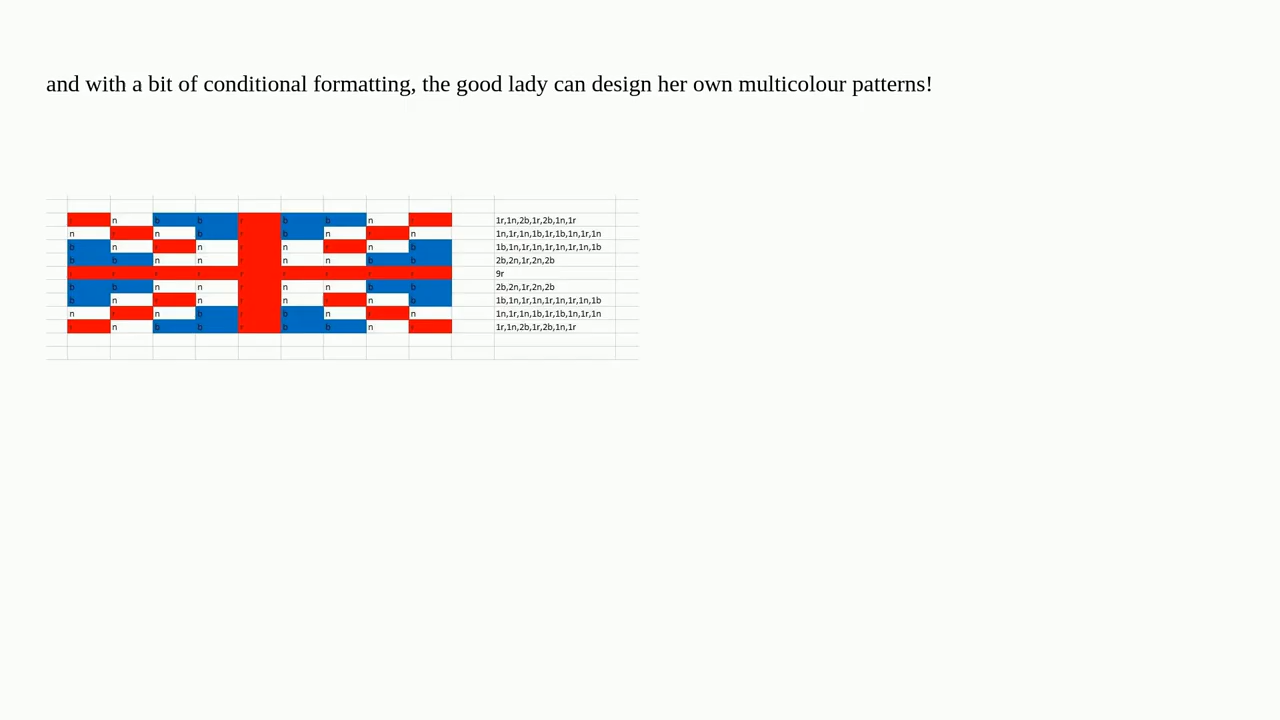 and with a bit of conditional formatting, the good lady can design her own multicolour patterns!
r n b b r b b n r 1r,1n,2b,1r,2b,1n,1r
n r n b r b n r n 1n,1r,1n,1b,1r,1b,1n,1r,1n
b n r n r n r n b 1b,1n,1r,1n,1r,1n,1r,1n,1b
b b n n r n n b b 2b,2n,1r,2n,2b
r r r r r r r r r 9r
b b n n r n n b b 2b,2n,1r,2n,2b
b n r n r n r n b 1b,1n,1r,1n,1r,1n,1r,1n,1b
n r n b r b n r n 1n,1r,1n,1b,1r,1b,1n,1r,1n
r n b b r b b n r 1r,1n,2b,1r,2b,1n,1r